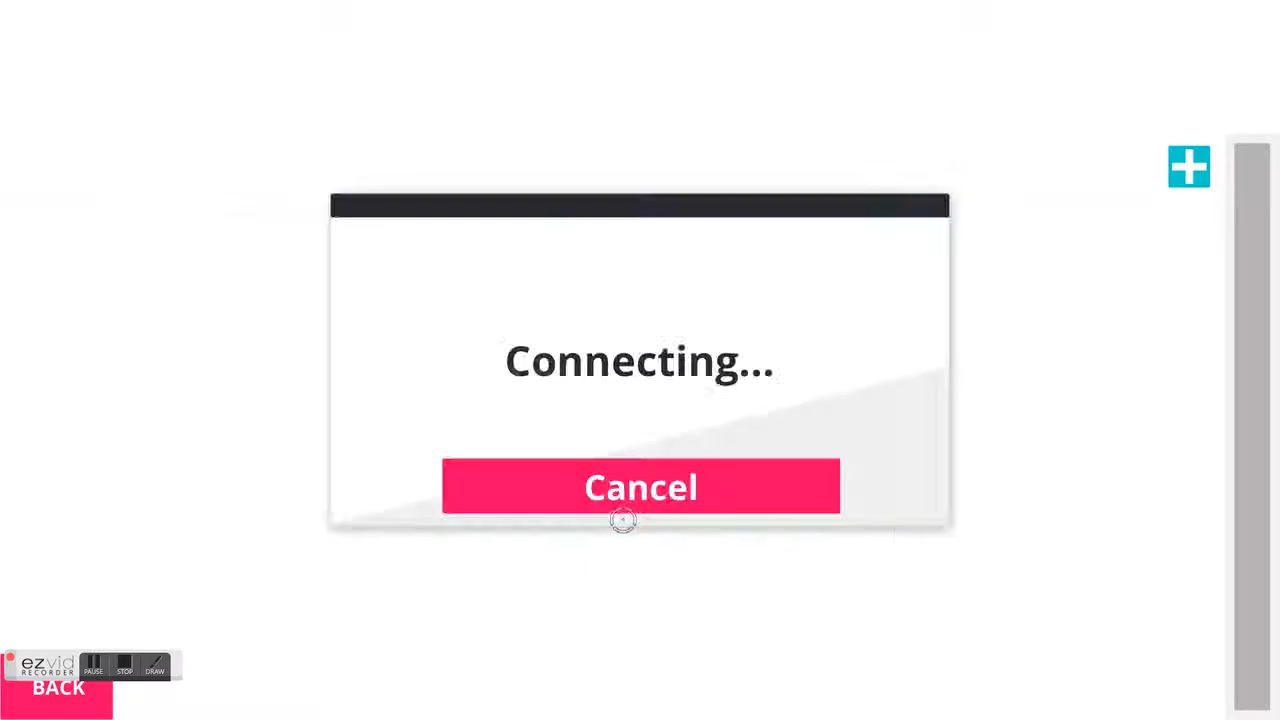 Connecting...
Cancel
ezvid
RECORDER
PAUSE
STOP
DRAW
BACK